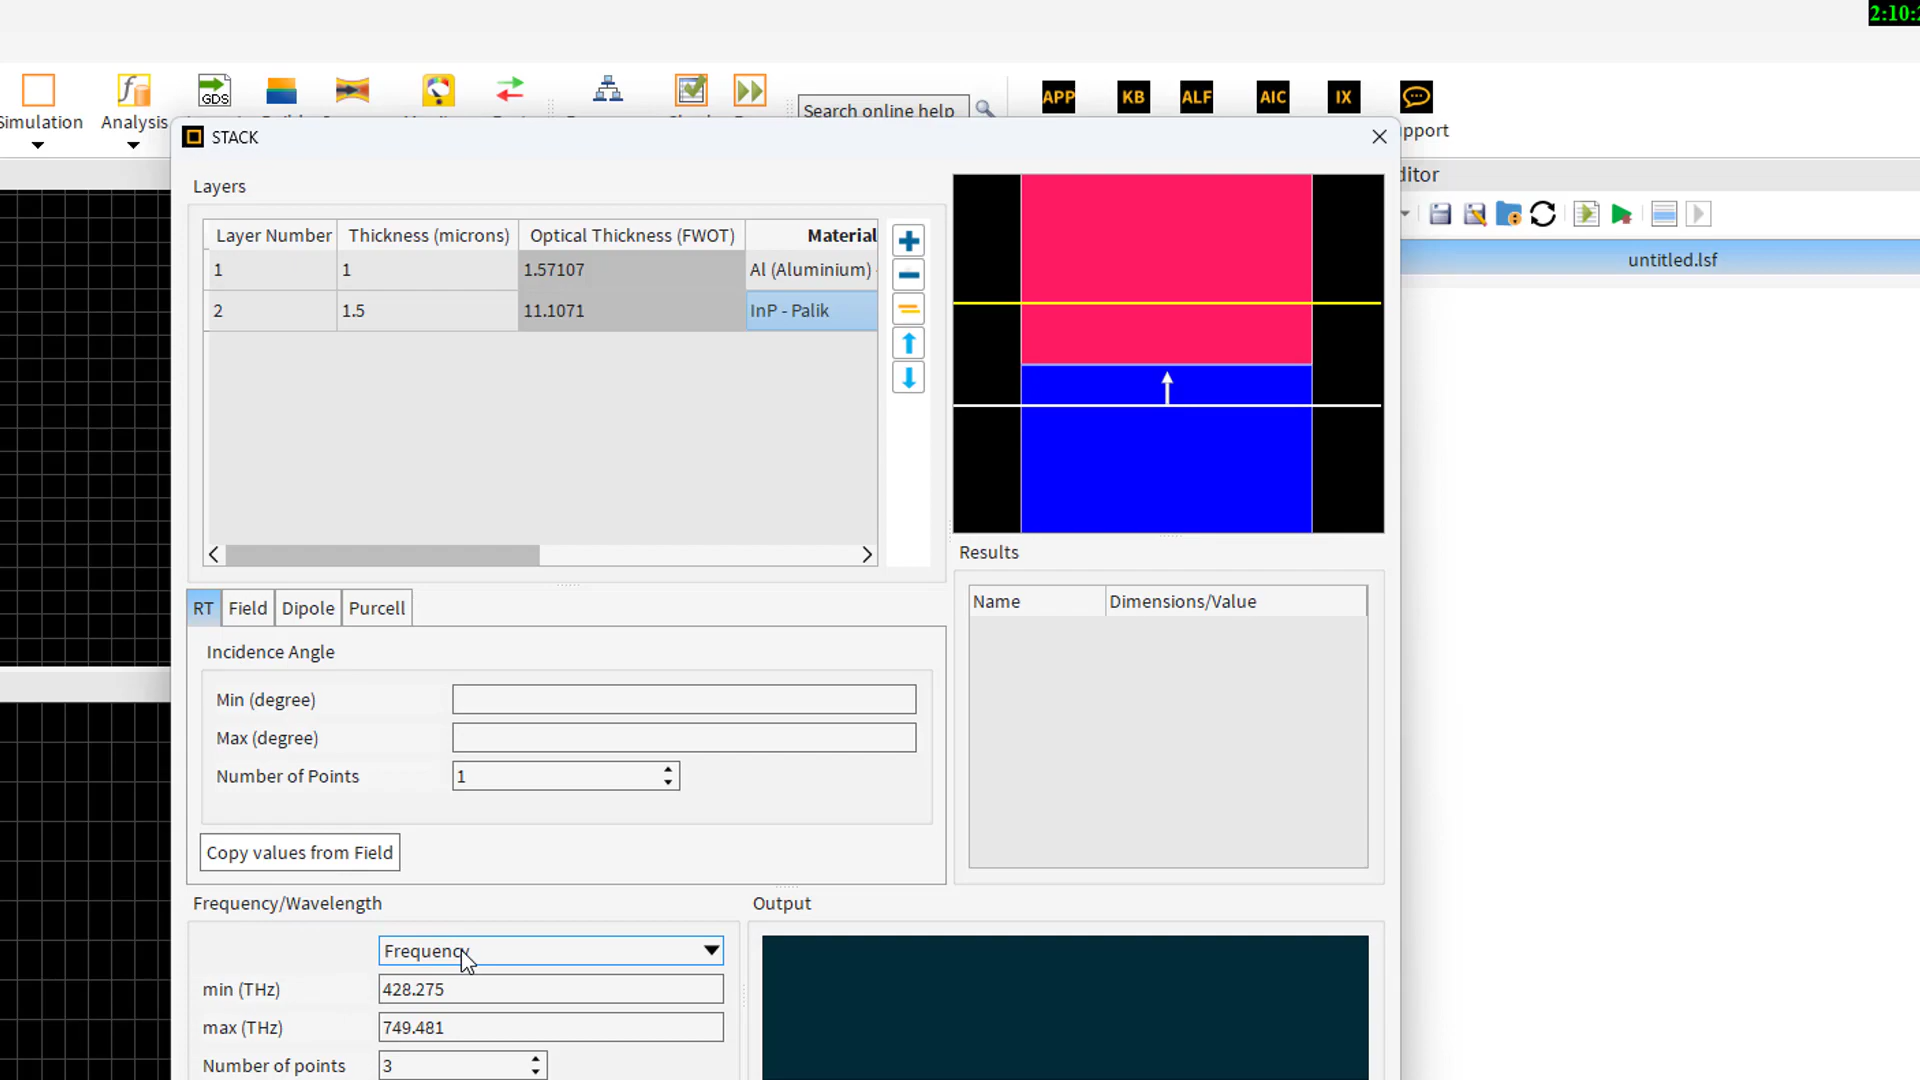 2:10:
Simulation
Analysis
GDS
Search online help
APP
KB
ALF
AIC
IX
pport
STACK
ditor
Layers
untitled.lsf
Layer Number Thickness (microns) Optical Thickness (FWOT) Material
1 1 1.57107 Al (Aluminium)
2 1.5 11.1071 InP - Palik
Results
Name Dimensions/Value
RT Field Dipole Purcell
Incidence Angle
Min (degree)
Max (degree)
Number of Points 1
Copy values from Field
Frequency/Wavelength
Output
Frequency
min (THz) 428.275
max (THz) 749.481
Number of points 3